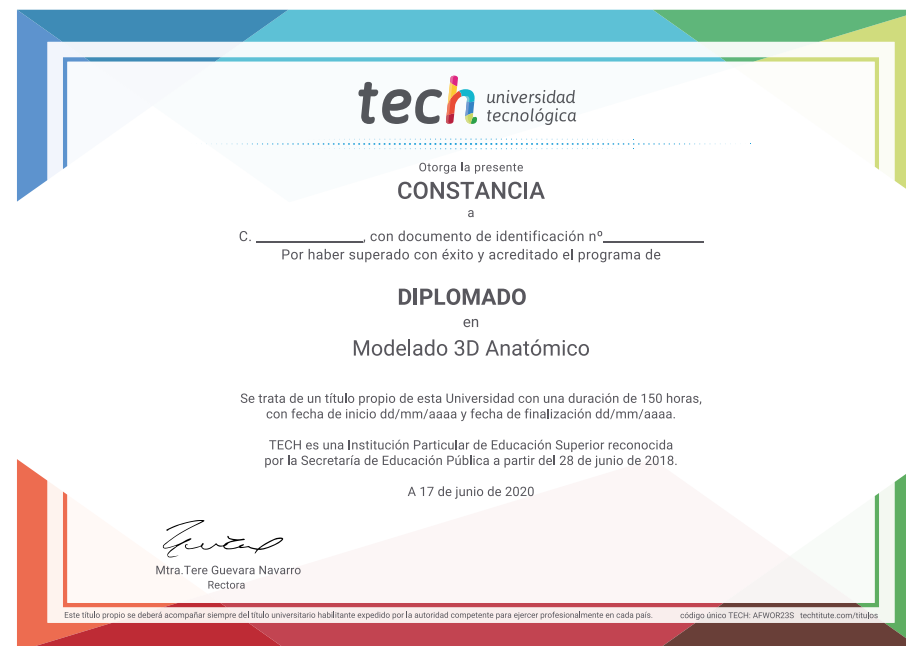 tech universidad
tecnológica
Otorga la presente
CONSTANCIA
a
C. ____________, con documento de identificación nº____________
Por haber superado con éxito y acreditado el programa de
DIPLOMADO
en
Modelado 3D Anatómico
Se trata de un título propio de esta Universidad con una duración de 150 horas,
con fecha de inicio dd/mm/aaaa y fecha de finalización dd/mm/aaaa.
TECH es una Institución Particular de Educación Superior reconocida
por la Secretaría de Educación Pública a partir del 28 de junio de 2018.
A 17 de junio de 2020
Mtra.Tere Guevara Navarro
Rectora
Este título propio se deberá acompañar siempre del título universitario habilitante expedido por la autoridad competente para ejercer profesionalmente en cada país. código único TECH: AFWOR23S techtitute.com/títulos